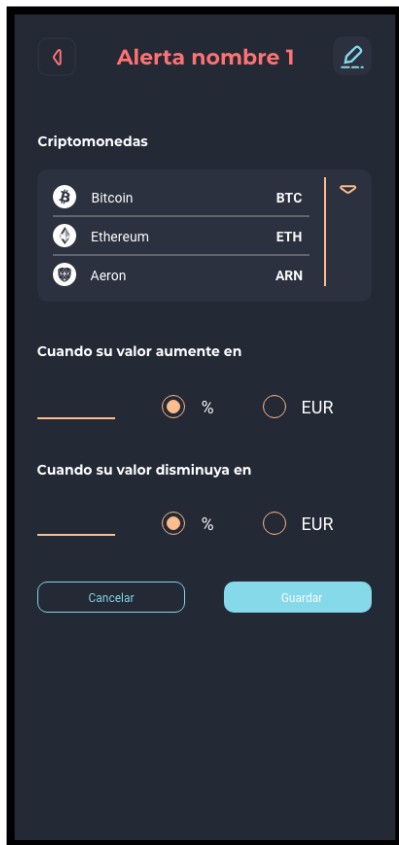 Alerta nombre 1
Criptomonedas
Bitcoin BTC
Ethereum ETH
Aeron ARN
Cuando su valor aumente en
% EUR
Cuando su valor disminuya en
% EUR
Cancelar Guardar